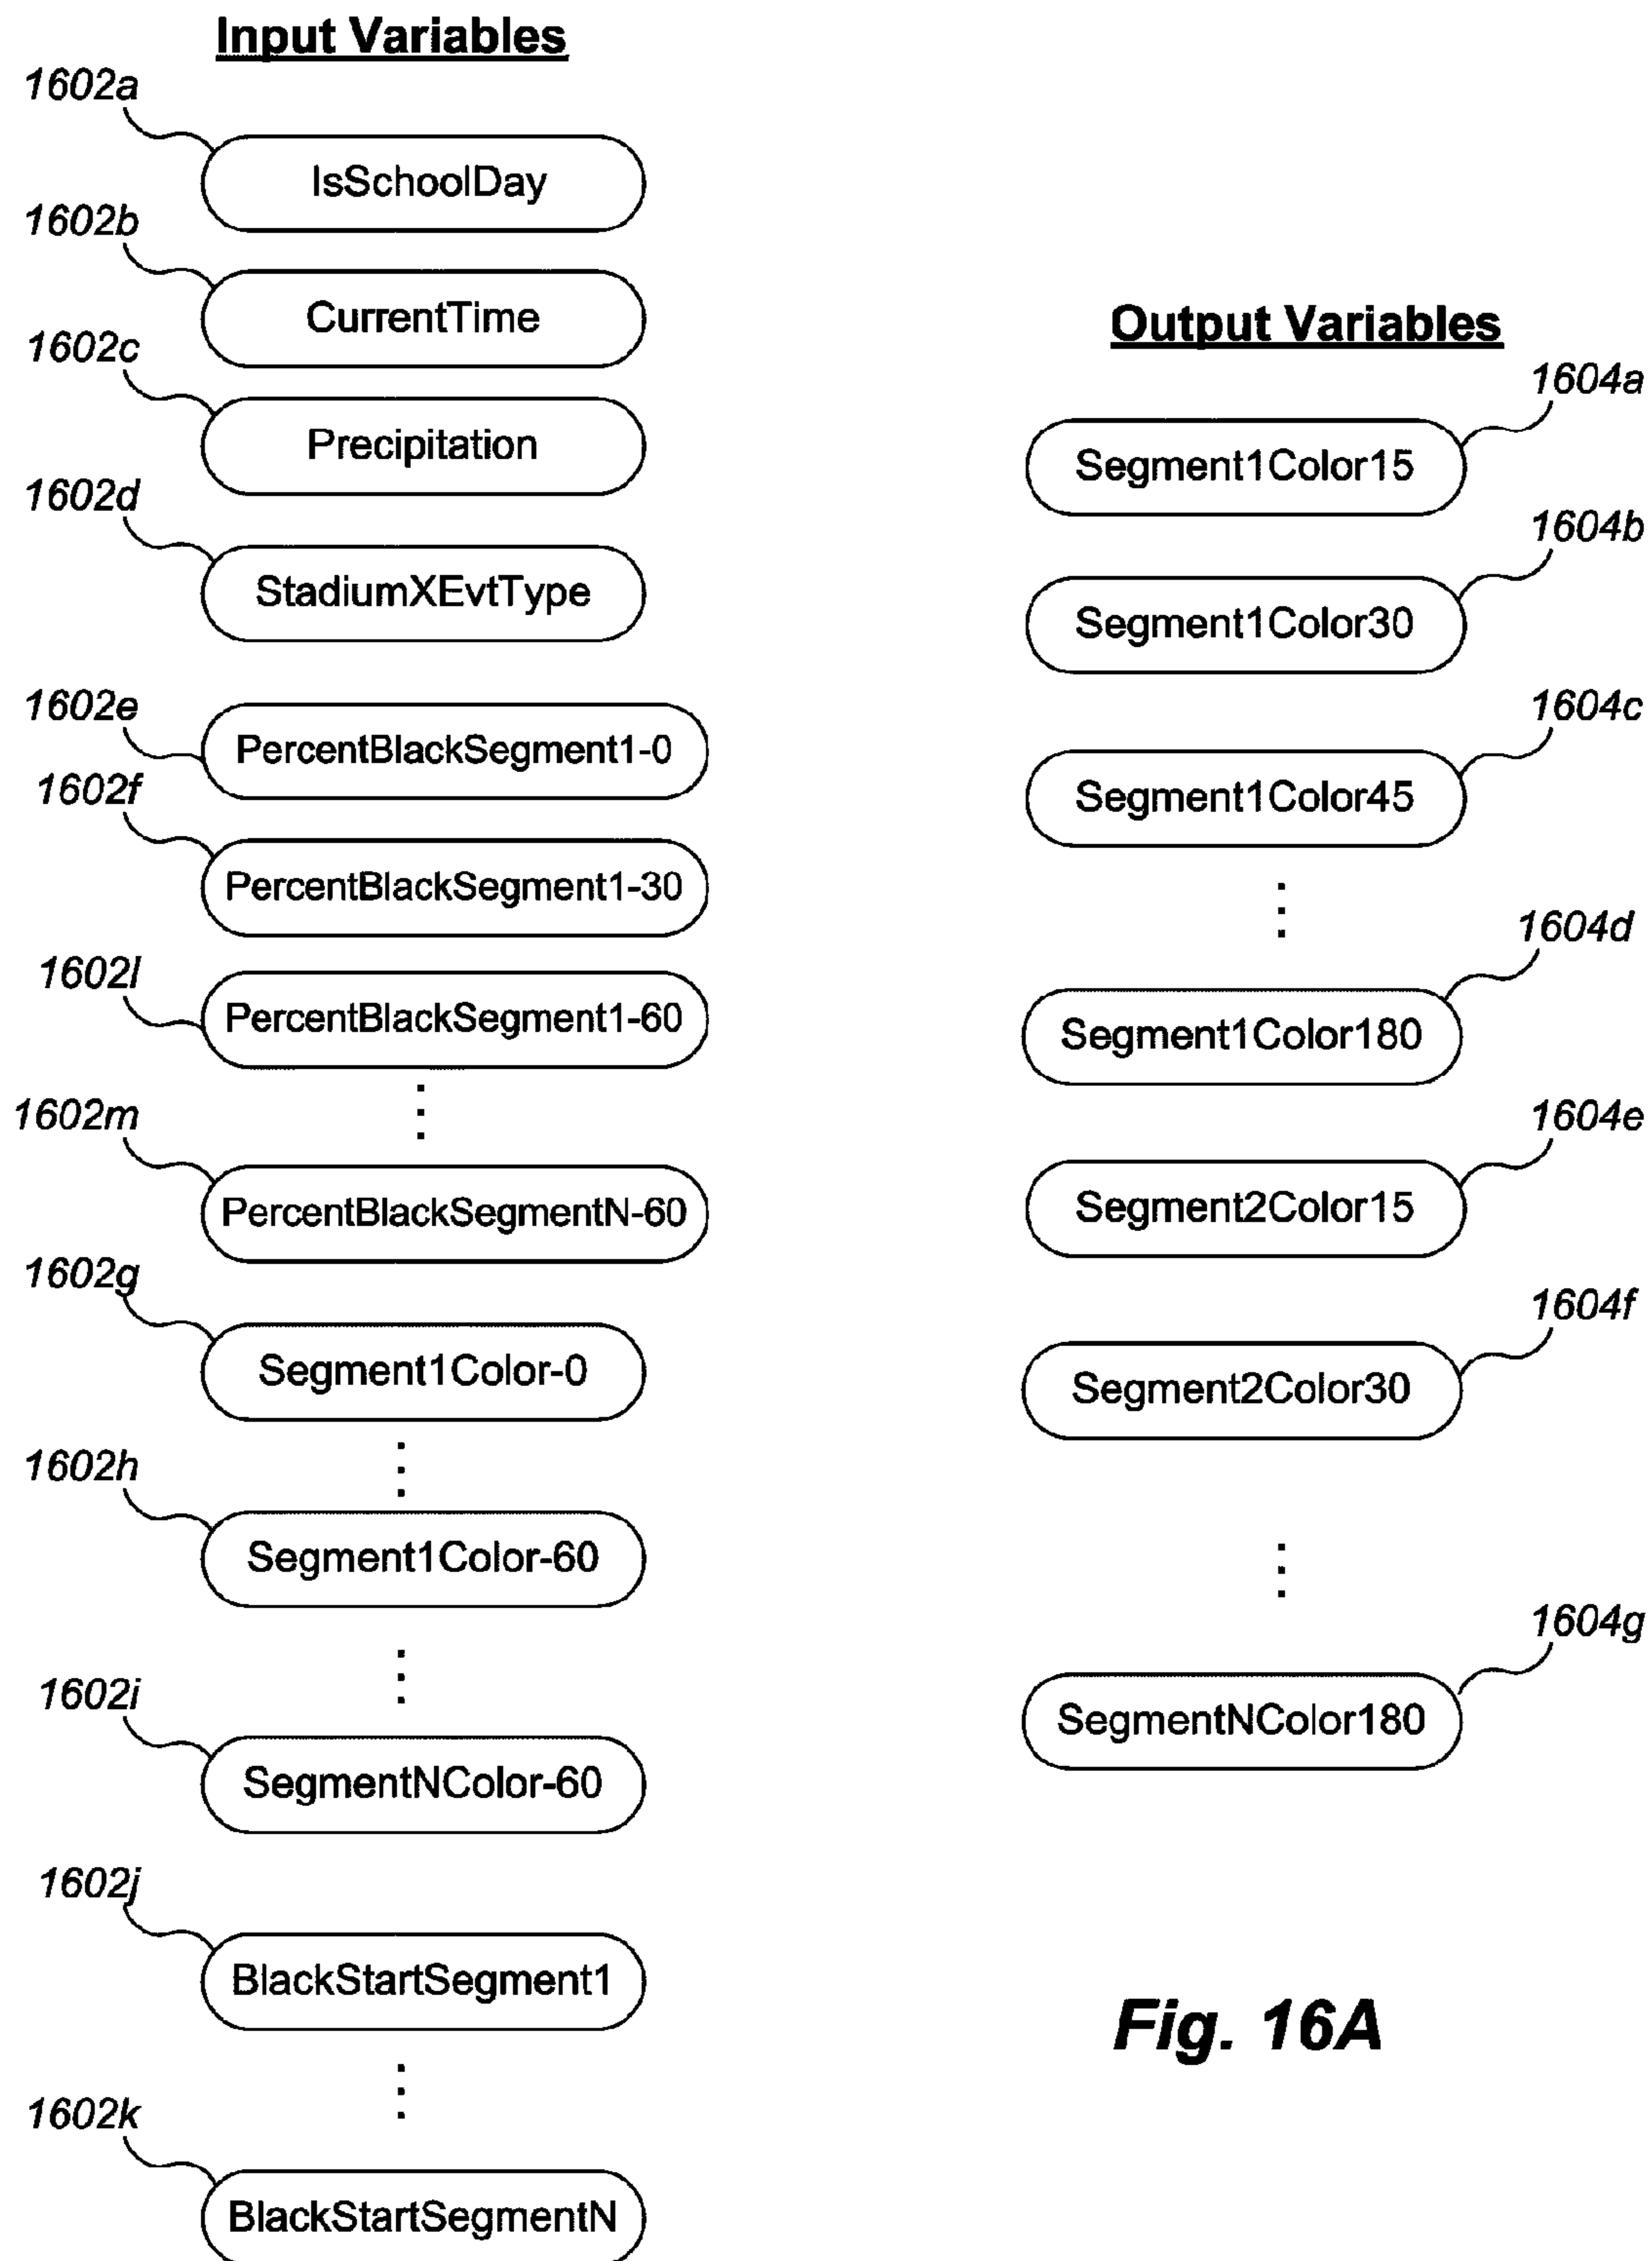 Input Variables
1602a
IsSchoolDay
1602b
CurrentTime
1602c
Precipitation
1602d
StadiumXEvtType
1602e
PercentBlackSegment1-0
1602f
PercentBlackSegment1-30
1602l
PercentBlackSegment1-60
1602m
PercentBlackSegmentN-60
1602g
Segment1Color-0
1602h
Segment1Color-60
1602i
SegmentNColor-60
1602j
BlackStartSegment1
1602k
BlackStartSegmentN
Output Variables
1604a
Segment1Color15
1604b
Segment1Color30
1604c
Segment1Color45
1604d
Segment1Color180
1604e
Segment2Color15
1604f
Segment2Color30
1604g
SegmentNColor180
Fig. 16A